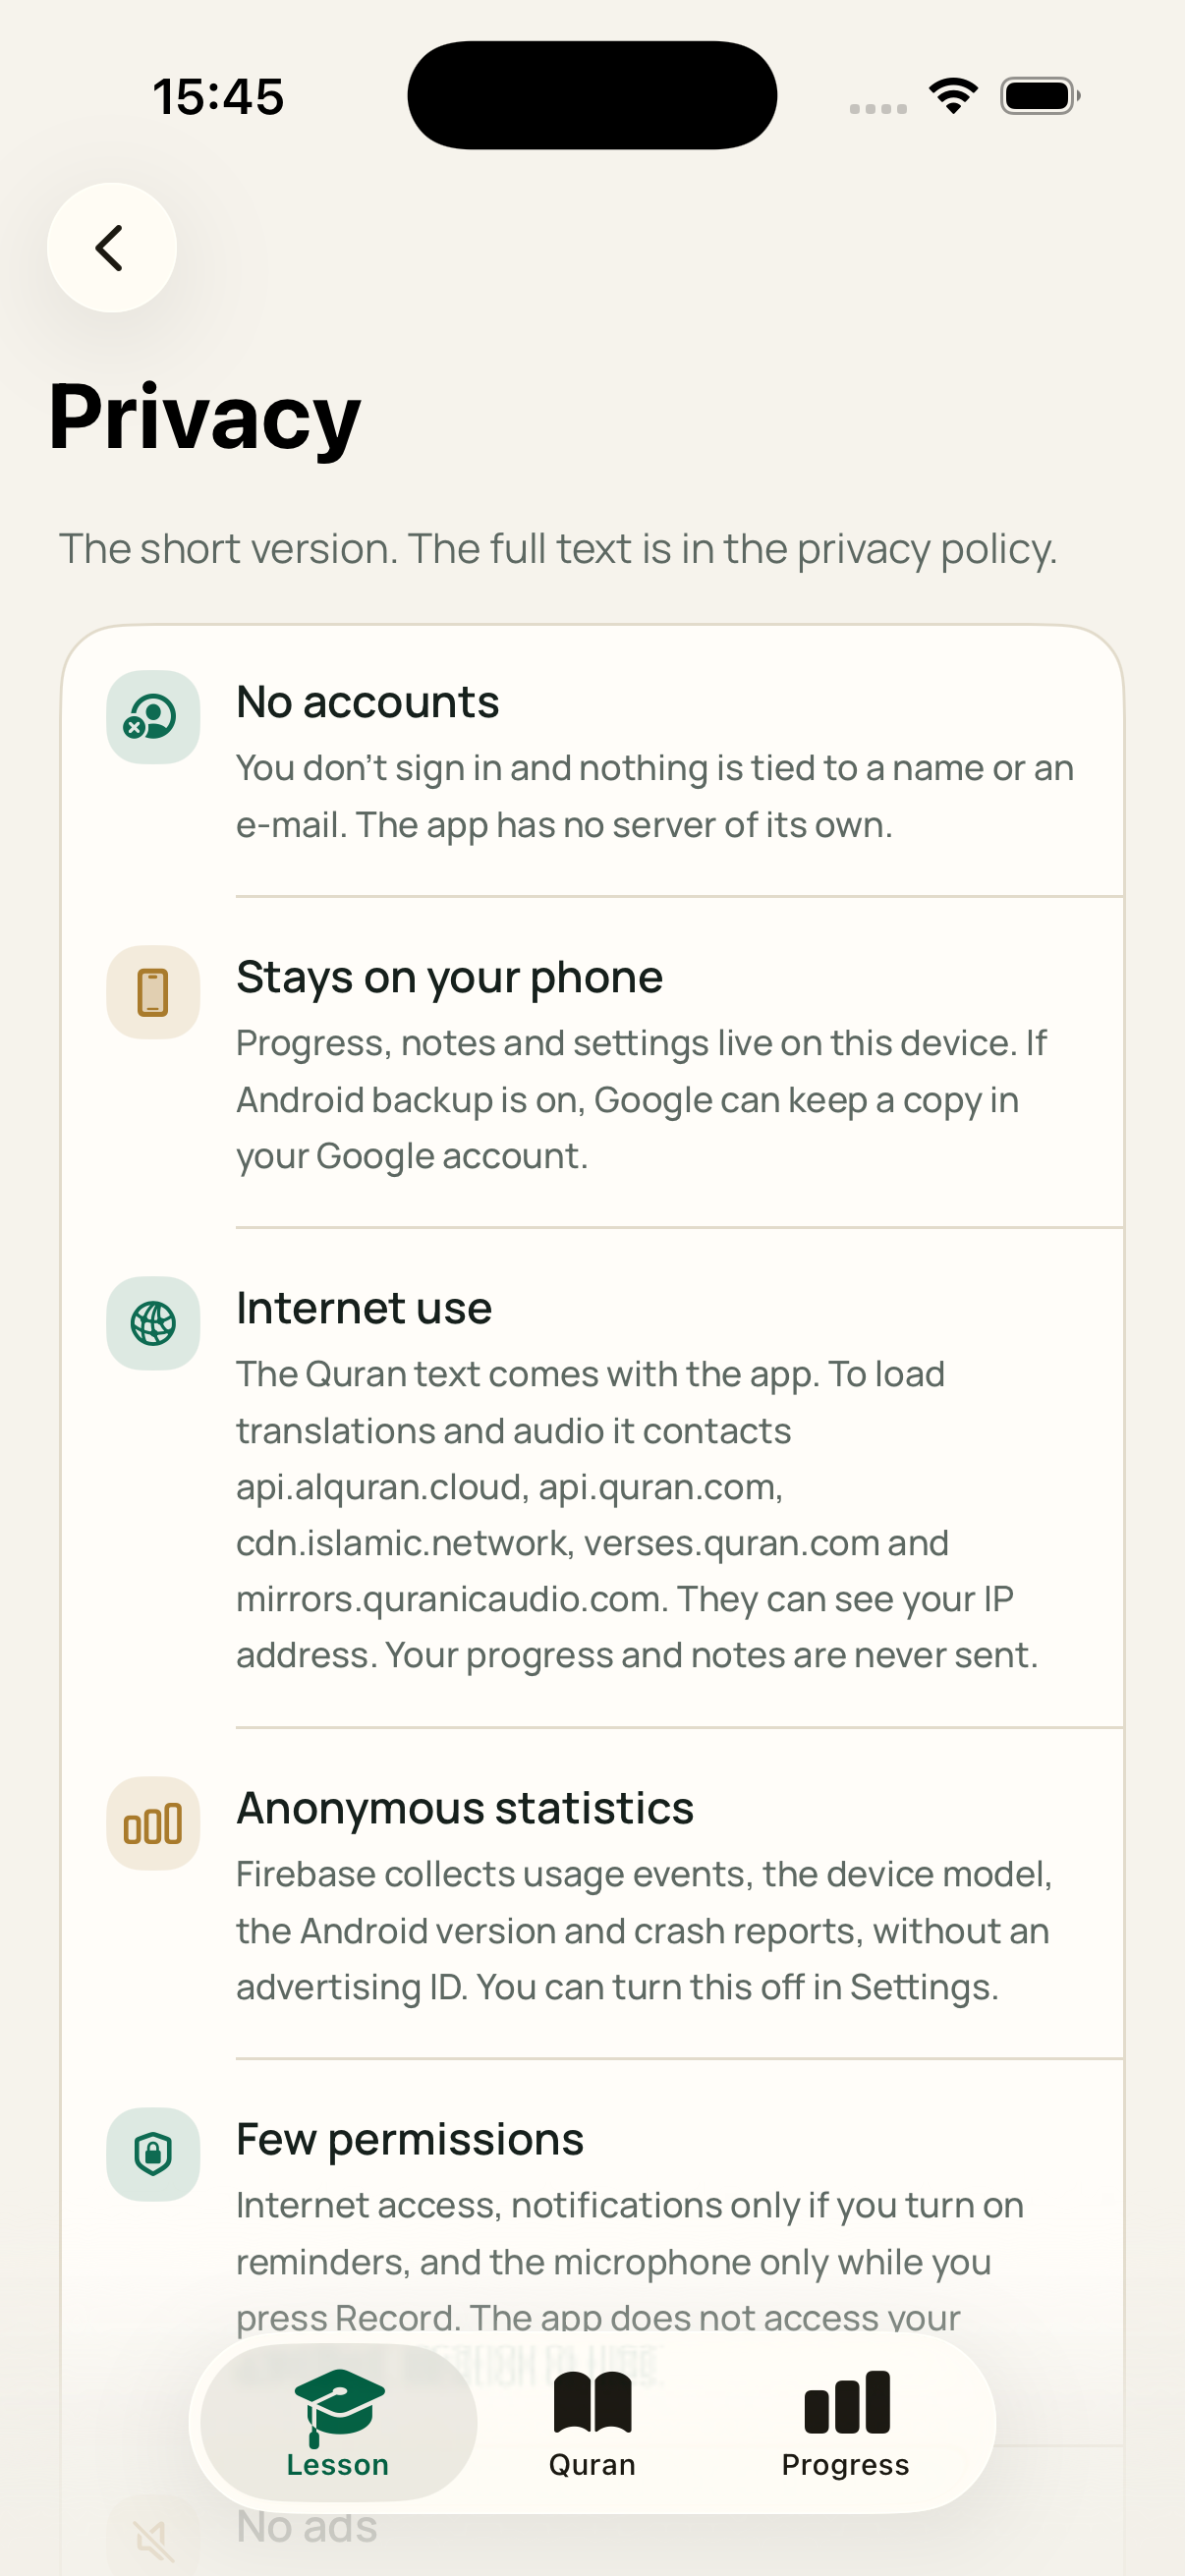 15:45
Privacy
The short version. The full text is in the privacy policy.
No accounts
You don’t sign in and nothing is tied to a name or an
e-mail. The app has no server of its own.
Stays on your phone
Progress, notes and settings live on this device. If
Android backup is on, Google can keep a copy in
your Google account.
Internet use
The Quran text comes with the app. To load
translations and audio it contacts
api.alquran.cloud, api.quran.com,
cdn.islamic.network, verses.quran.com and
mirrors.quranicaudio.com. They can see your IP
address. Your progress and notes are never sent.
Anonymous statistics
Firebase collects usage events, the device model,
the Android version and crash reports, without an
advertising ID. You can turn this off in Settings.
Few permissions
Internet access, notifications only if you turn on
reminders, and the microphone only while you
press Record. The app does not access your
Lesson
Quran
Progress
No ads